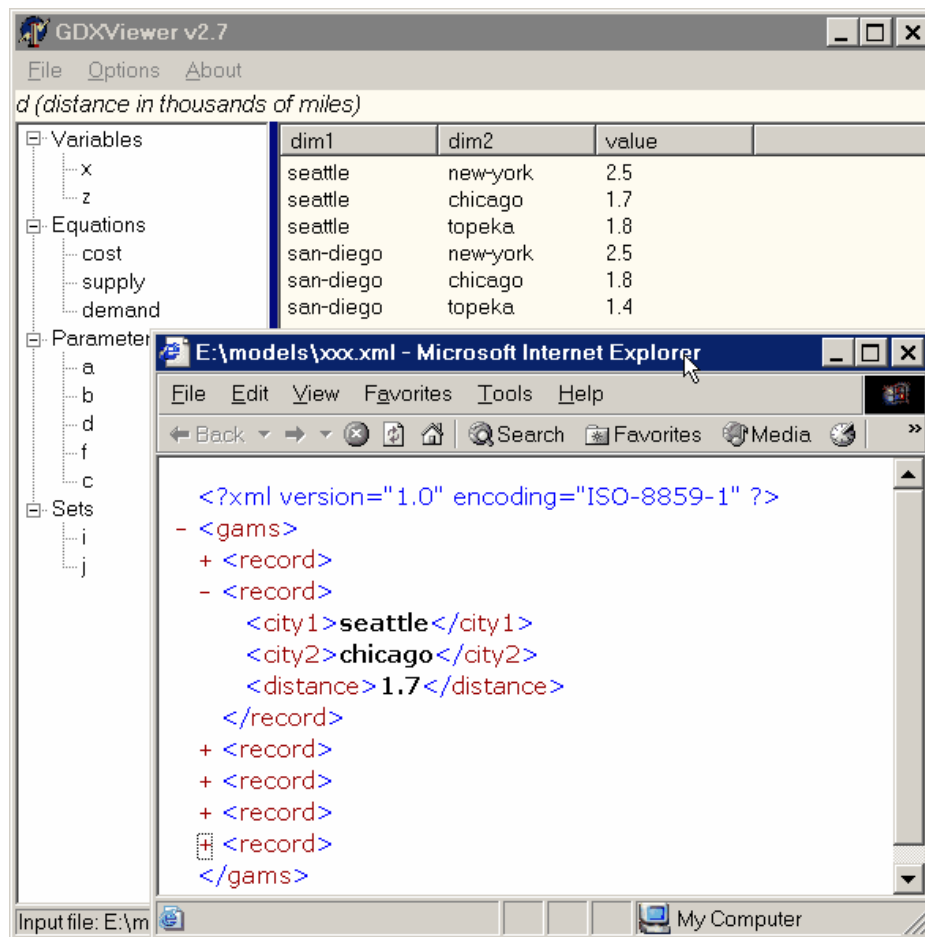 GDXViewer v2.7
File Options About
d (distance in thousands of miles)
Variables
x
z
Equations
cost
supply
demand
Parameter
a
b
d
f
c
Sets
i
j
dim1 dim2 value
seattle new-york 2.5
seattle chicago 1.7
seattle topeka 1.8
san-diego new-york 2.5
san-diego chicago 1.8
san-diego topeka 1.4
E:\models\xxx.xml - Microsoft Internet Explorer
File Edit View Favorites Tools Help
Back Search Favorites Media »
<?xml version="1.0" encoding="ISO-8859-1" ?>
- <gams>
+ <record>
- <record>
<city1>seattle</city1>
<city2>chicago</city2>
<distance>1.7</distance>
</record>
+ <record>
+ <record>
+ <record>
+ <record>
</gams>
My Computer
Input file: E:\m